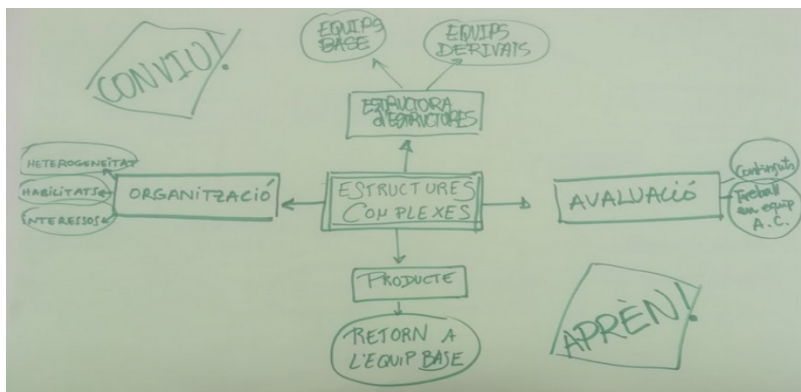 CONVIU!
EQUIPS
BASE
EQUIPS
DERIVATS
ESTRUCTURA
d'ESTRUCTURES
HETEROGENEITAT
HABILITATS
INTERESSOS
ORGANITZACIÓ
ESTRUCTURES
COMPLEXES
AVALUACIÓ
Continguts
Treball
en equip
A.C.
PRODUCTE
RETORN A
L'EQUIP BASE
APRÈN!